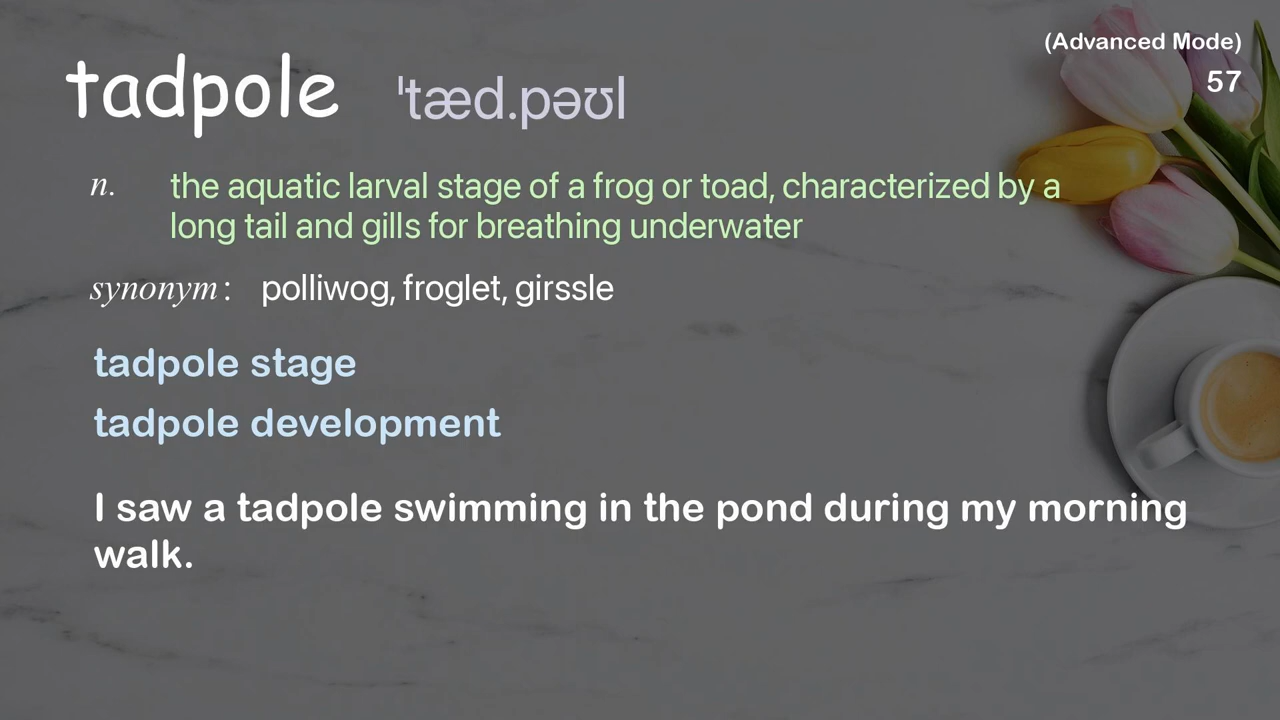 (Advanced Mode)
tadpole ˈtæd.pəʊl
57
n. the aquatic larval stage of a frog or toad, characterized by a
long tail and gills for breathing underwater
synonym: polliwog, froglet, girssle
tadpole stage
tadpole development
I saw a tadpole swimming in the pond during my morning
walk.